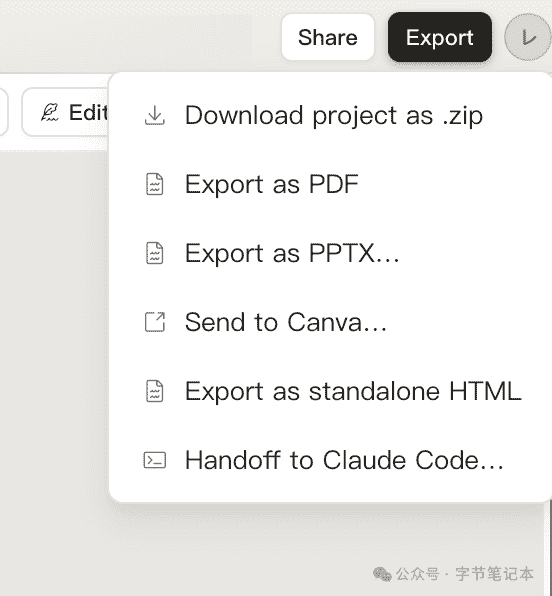 Share
Export
Edit
Download project as .zip
Export as PDF
Export as PPTX...
Send to Canva...
Export as standalone HTML
Handoff to Claude Code...
公众号 · 字节笔记本